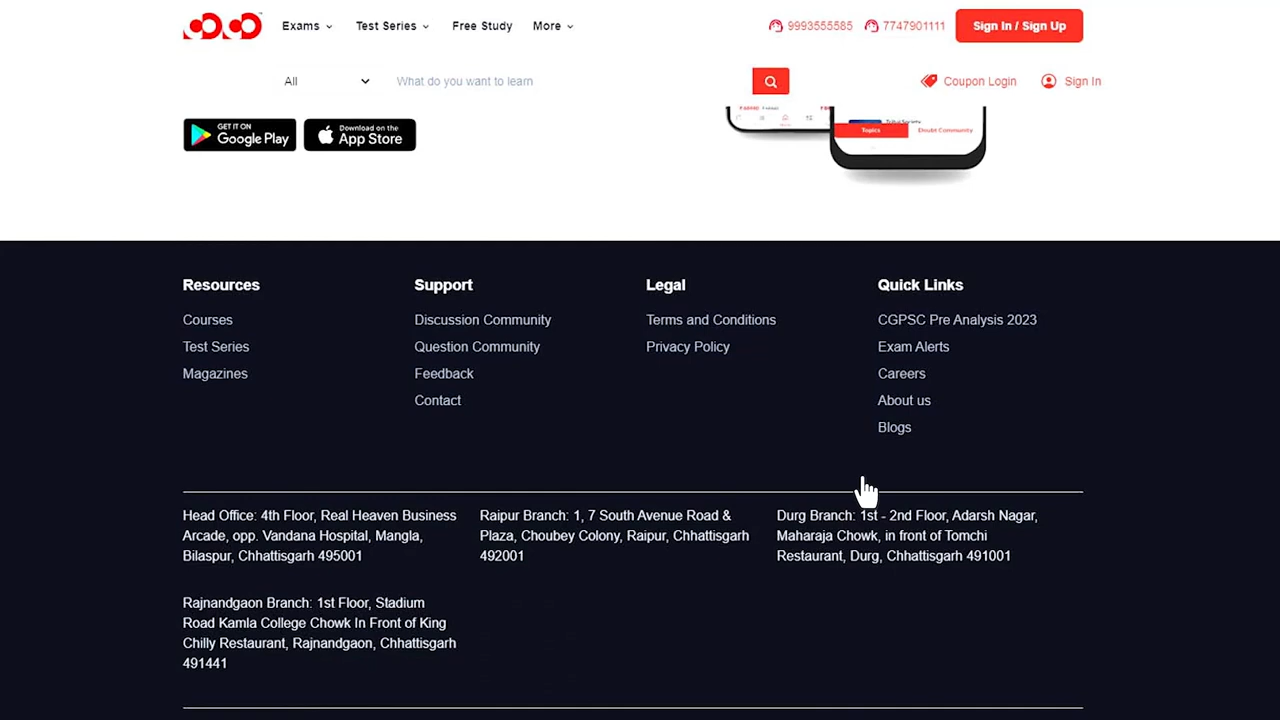 Exams
Test Series
Free Study
More
9993555585
7747901111
Sign In / Sign Up
All
What do you want to learn
Coupon Login
Sign In
GET IT ON
Google Play
Download on the
App Store
Topics
Doubt Community
Resources
Courses
Test Series
Magazines
Support
Discussion Community
Question Community
Feedback
Contact
Legal
Terms and Conditions
Privacy Policy
Quick Links
CGPSC Pre Analysis 2023
Exam Alerts
Careers
About us
Blogs
Head Office: 4th Floor, Real Heaven Business
Arcade, opp. Vandana Hospital, Mangla,
Bilaspur, Chhattisgarh 495001
Raipur Branch: 1, 7 South Avenue Road &
Plaza, Choubey Colony, Raipur, Chhattisgarh
492001
Durg Branch: 1st - 2nd Floor, Adarsh Nagar,
Maharaja Chowk, in front of Tomchi
Restaurant, Durg, Chhattisgarh 491001
Rajnandgaon Branch: 1st Floor, Stadium
Road Kamla College Chowk In Front of King
Chilly Restaurant, Rajnandgaon, Chhattisgarh
491441